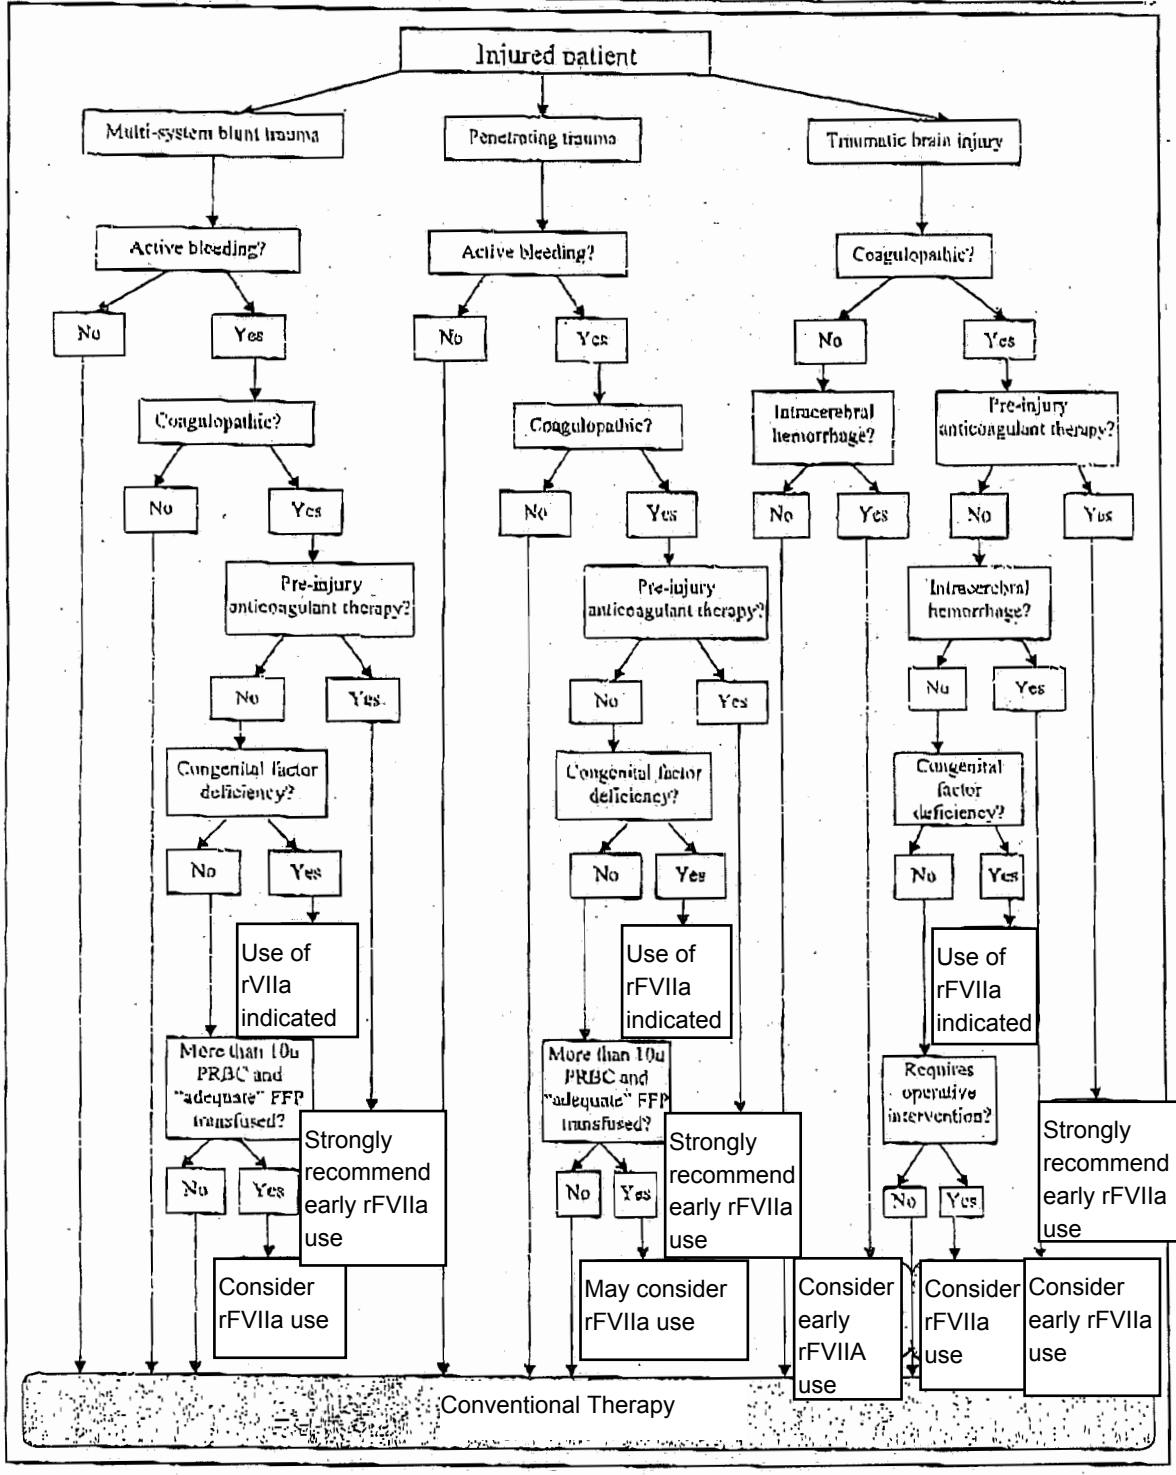 Injured patient
Multi-system blunt trauma
Penetrating trauma
Traumatic brain injury
Active bleeding?
Active bleeding?
Coagulopathic?
No
Yes
No
Yes
No
Yes
Coagulopathic?
Coagulopathic?
Intracerebral
hemorrhage?
Pre-injury
anticoagulant therapy?
No
Yes
No
Yes
No
Yes
No
Yes
Pre-injury
anticoagulant therapy?
Pre-injury
anticoagulant therapy?
Intracerebral
hemorrhage?
No
Yes
No
Yes
No
Yes
Congenital factor
deficiency?
Congenital factor
deficiency?
Congenital
factor
deficiency?
No
Yes
No
Yes
No
Yes
Use of
rVIIa
indicated
Use of
rFVIIa
indicated
Use of
rFVIIa
indicated
More than 10u
PRBC and
"adequate" FFP
transfused?
More than 10u
PRBC and
"adequate" FFP
transfused?
Requires
operative
intervention?
Strongly
recommend
early rFVIIa
use
Strongly
recommend
early rFVIIa
use
Strongly
recommend
early rFVIIa
use
No
Yes
No
Yes
No
Yes
Consider
rFVIIa use
May consider
rFVIIa use
Consider
early
rFVIIA
use
Consider
rFVIIa
use
Consider
early rFVIIa
use
Conventional Therapy